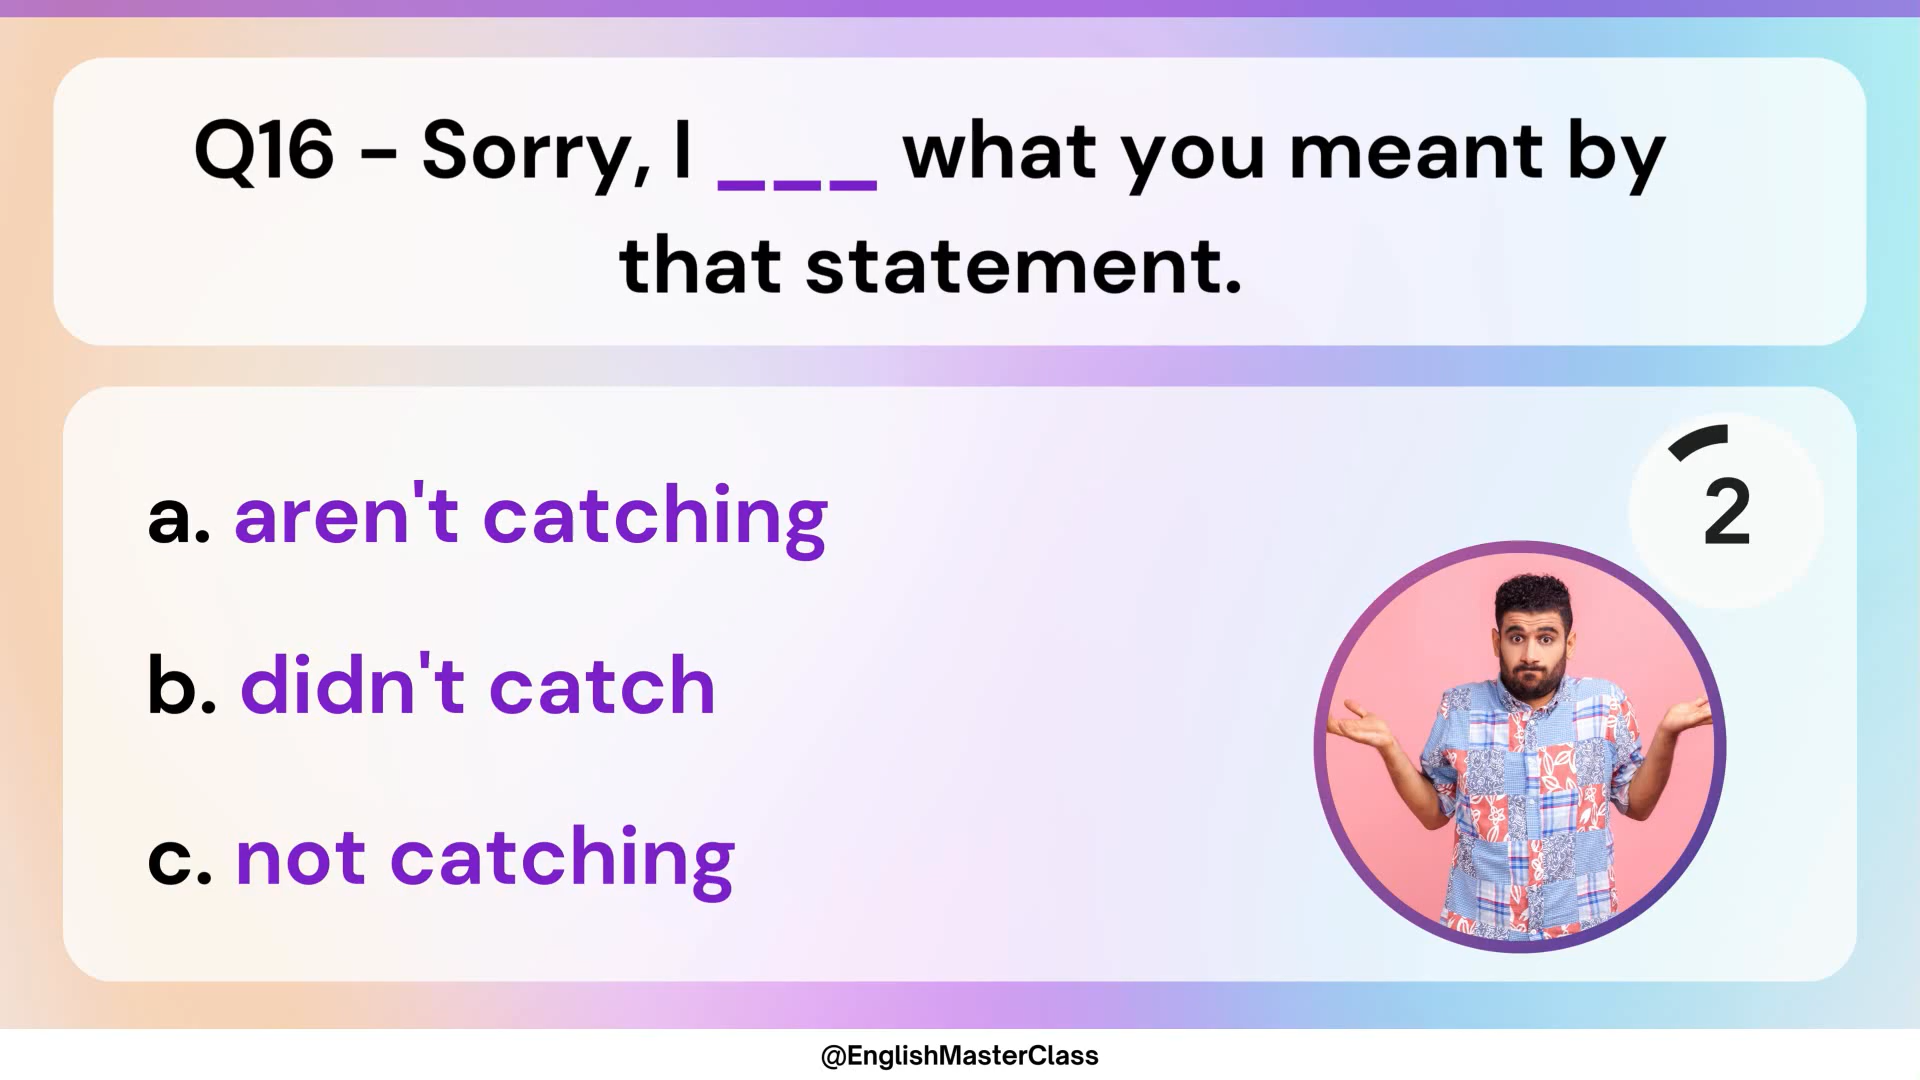 Q16 - Sorry, I ___ what you meant by
that statement.
a. aren't catching
2
b. didn't catch
c. not catching
@EnglishMasterClass